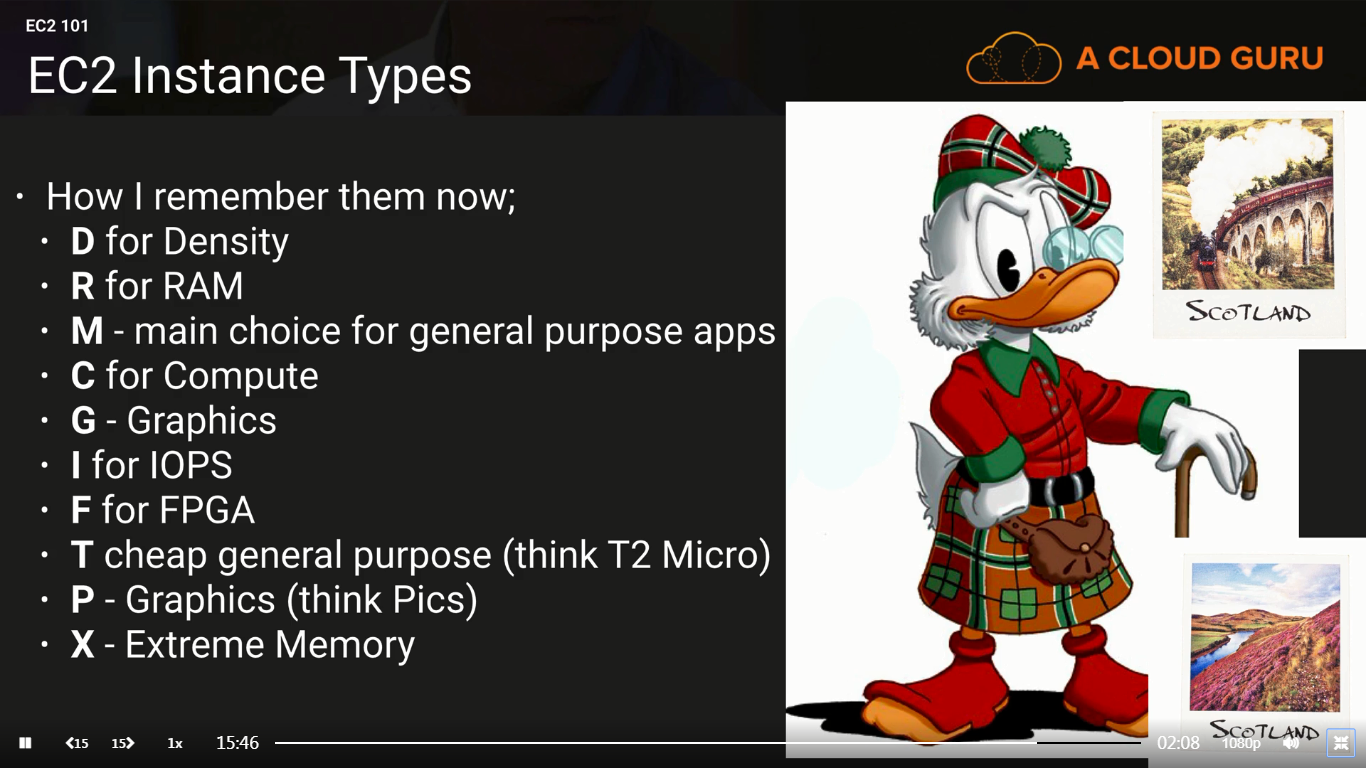 EC2 101
EC2 Instance Types
A CLOUD GURU
· How I remember them now;
· D for Density
· R for RAM
· M - main choice for general purpose apps
· C for Compute
· G - Graphics
· I for IOPS
· F for FPGA
· T cheap general purpose (think T2 Micro)
· P - Graphics (think Pics)
· X - Extreme Memory
SCOTLAND
SCOTLAND
15 15 1x 15:46 02:08 1080p